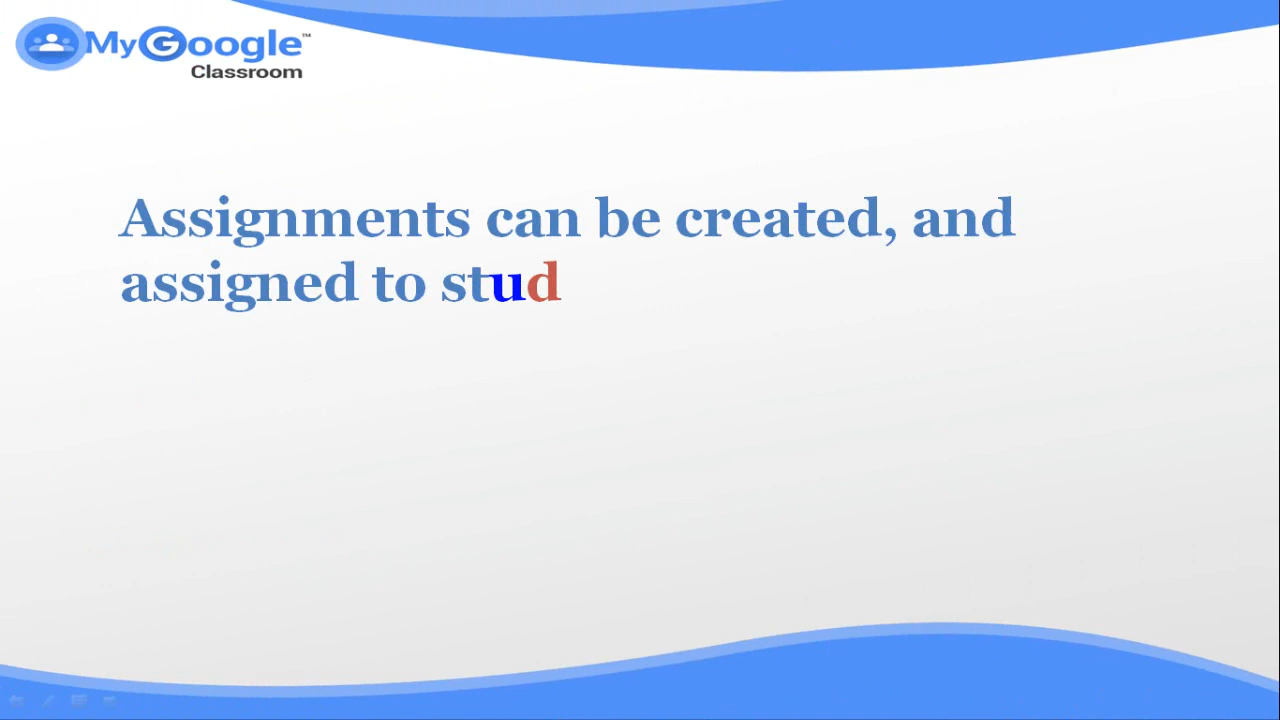 MyGoogle™
Classroom
Assignments can be created, and
assigned to stud